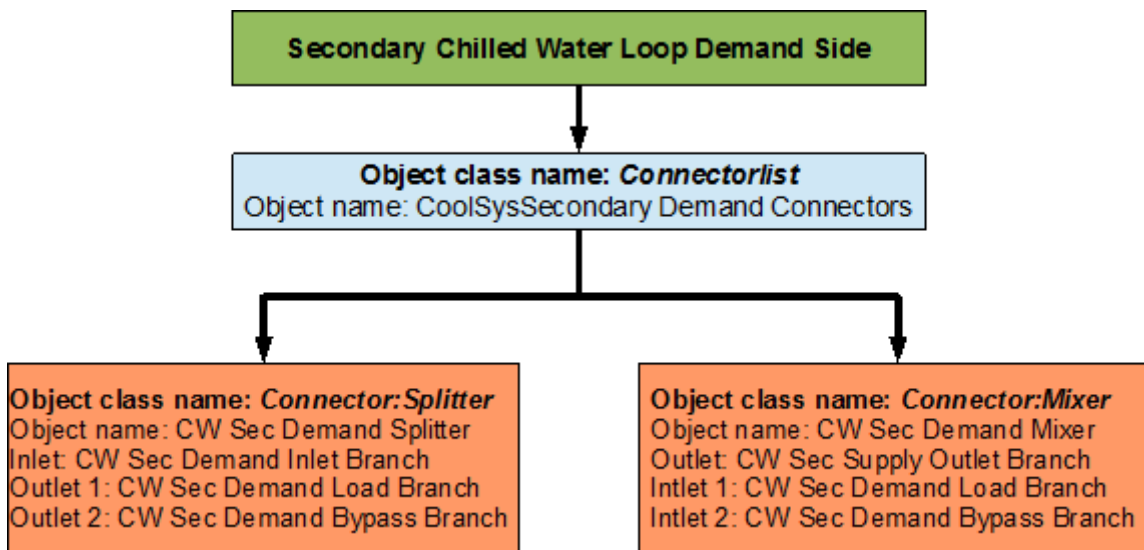 Secondary Chilled Water Loop Demand Side
Object class name: Connectorlist
Object name: CoolSysSecondary Demand Connectors
Object class name: Connector:Splitter
Object name: CW Sec Demand Splitter
Inlet: CW Sec Demand Inlet Branch
Outlet 1: CW Sec Demand Load Branch
Outlet 2: CW Sec Demand Bypass Branch
Object class name: Connector:Mixer
Object name: CW Sec Demand Mixer
Outlet: CW Sec Supply Outlet Branch
Intlet 1: CW Sec Demand Load Branch
Intlet 2: CW Sec Demand Bypass Branch